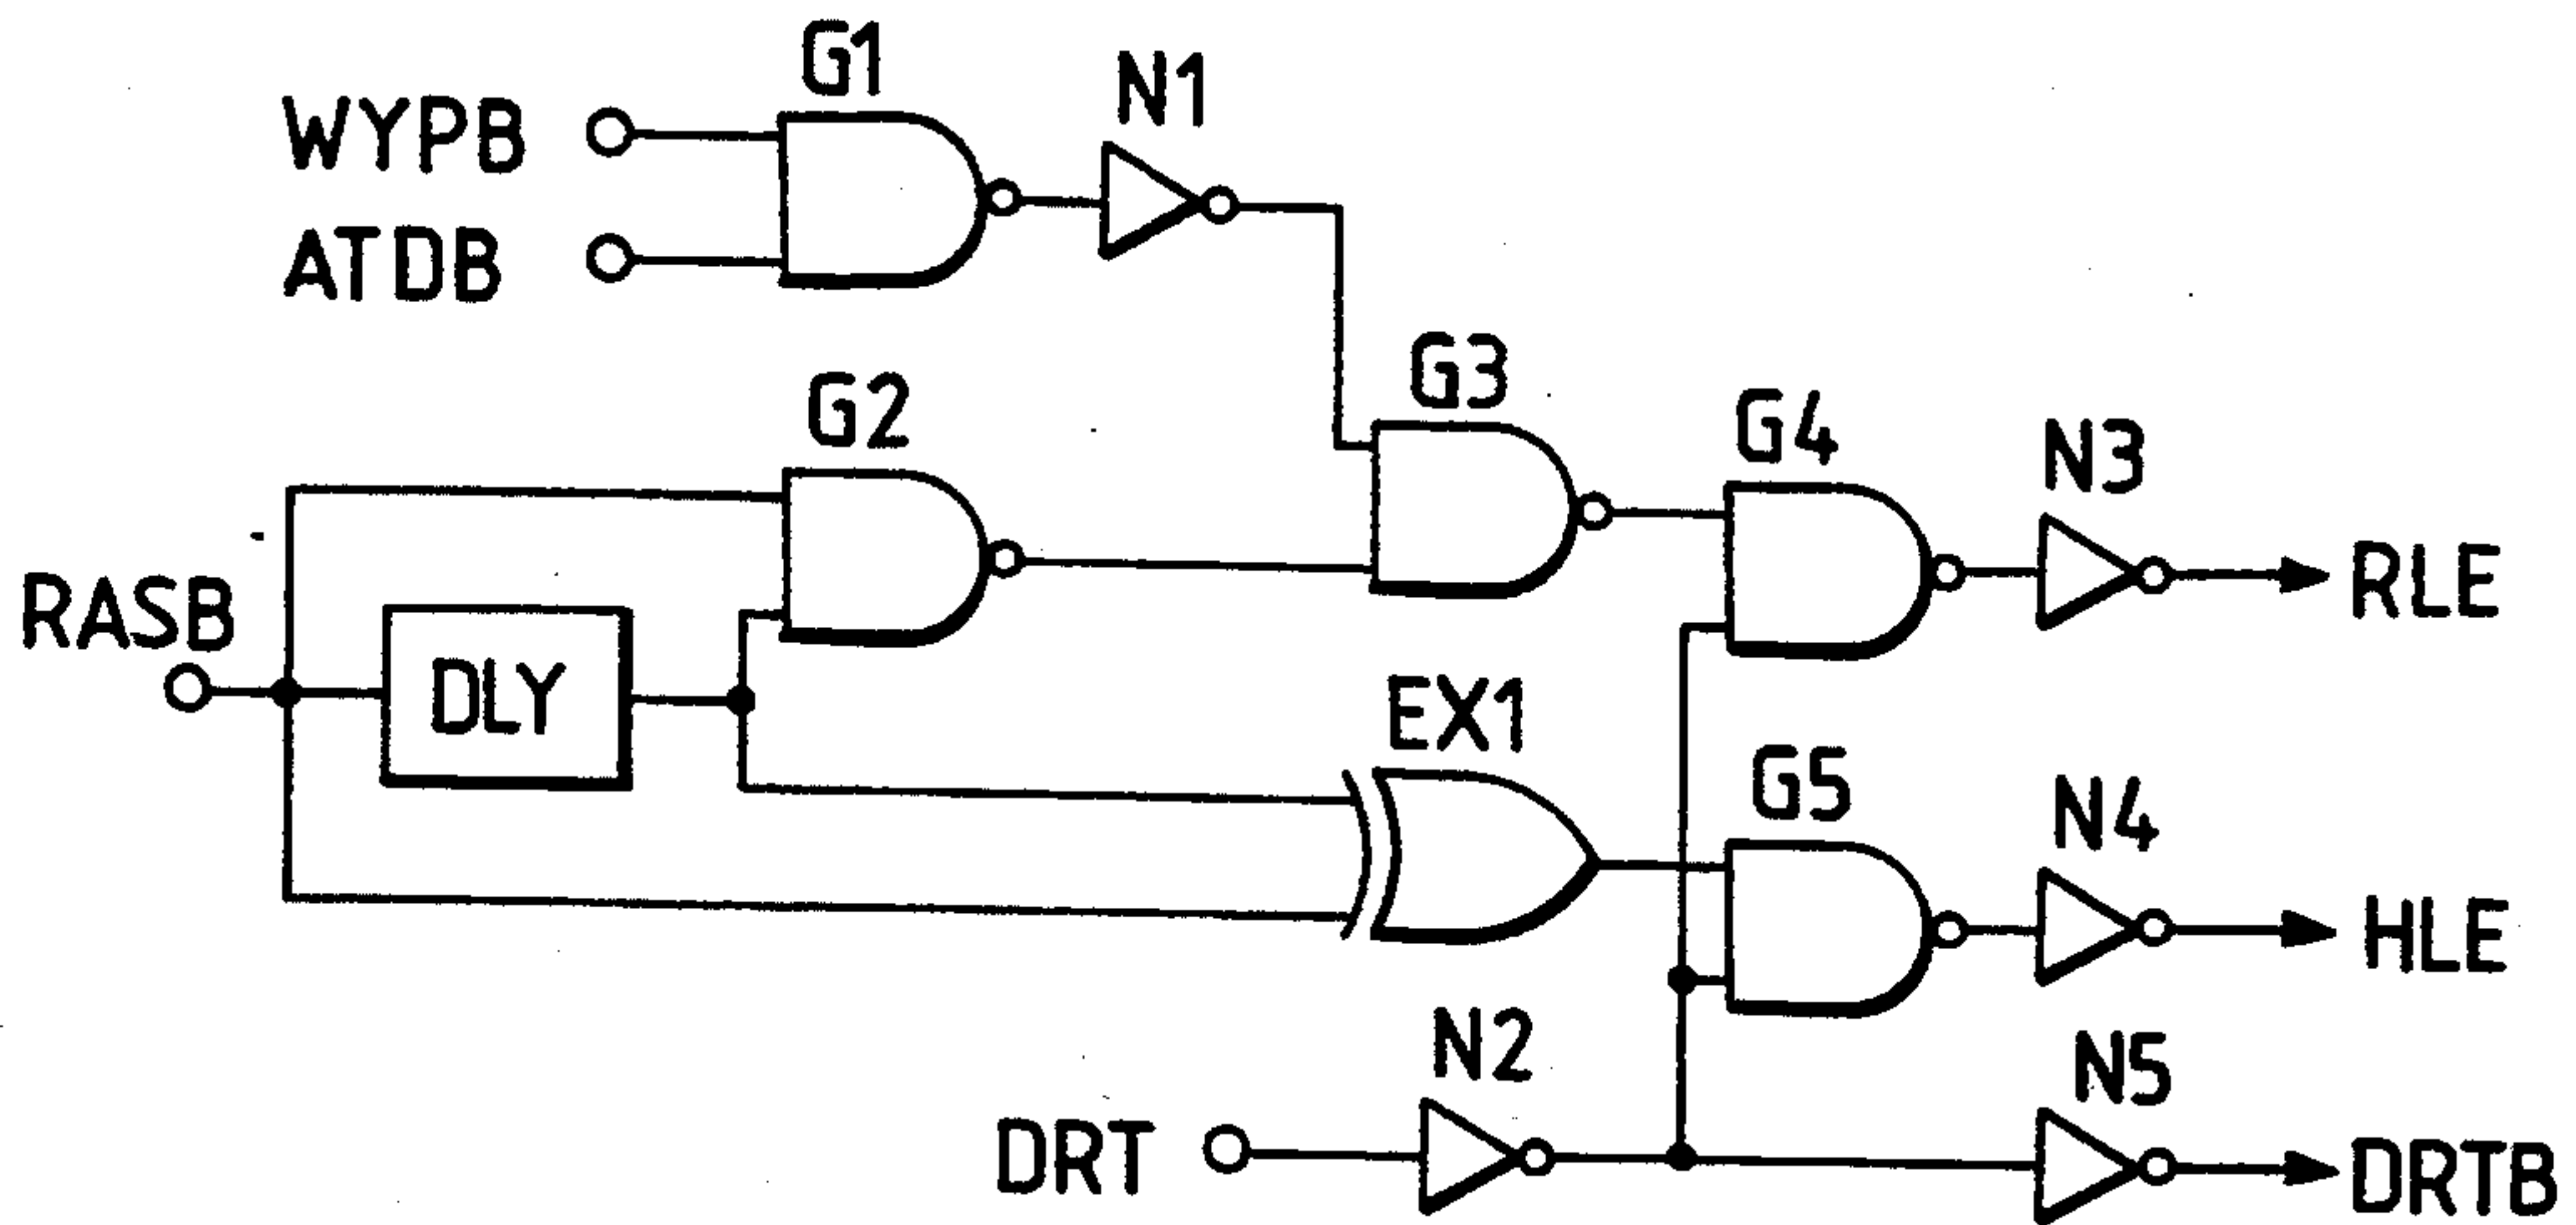 G1
N1
WYPB
ATDB
G2
G3
G4
N3
RASB
DLY
RLE
EX1
G5
N4
HLE
N2
N5
DRT
DRTB